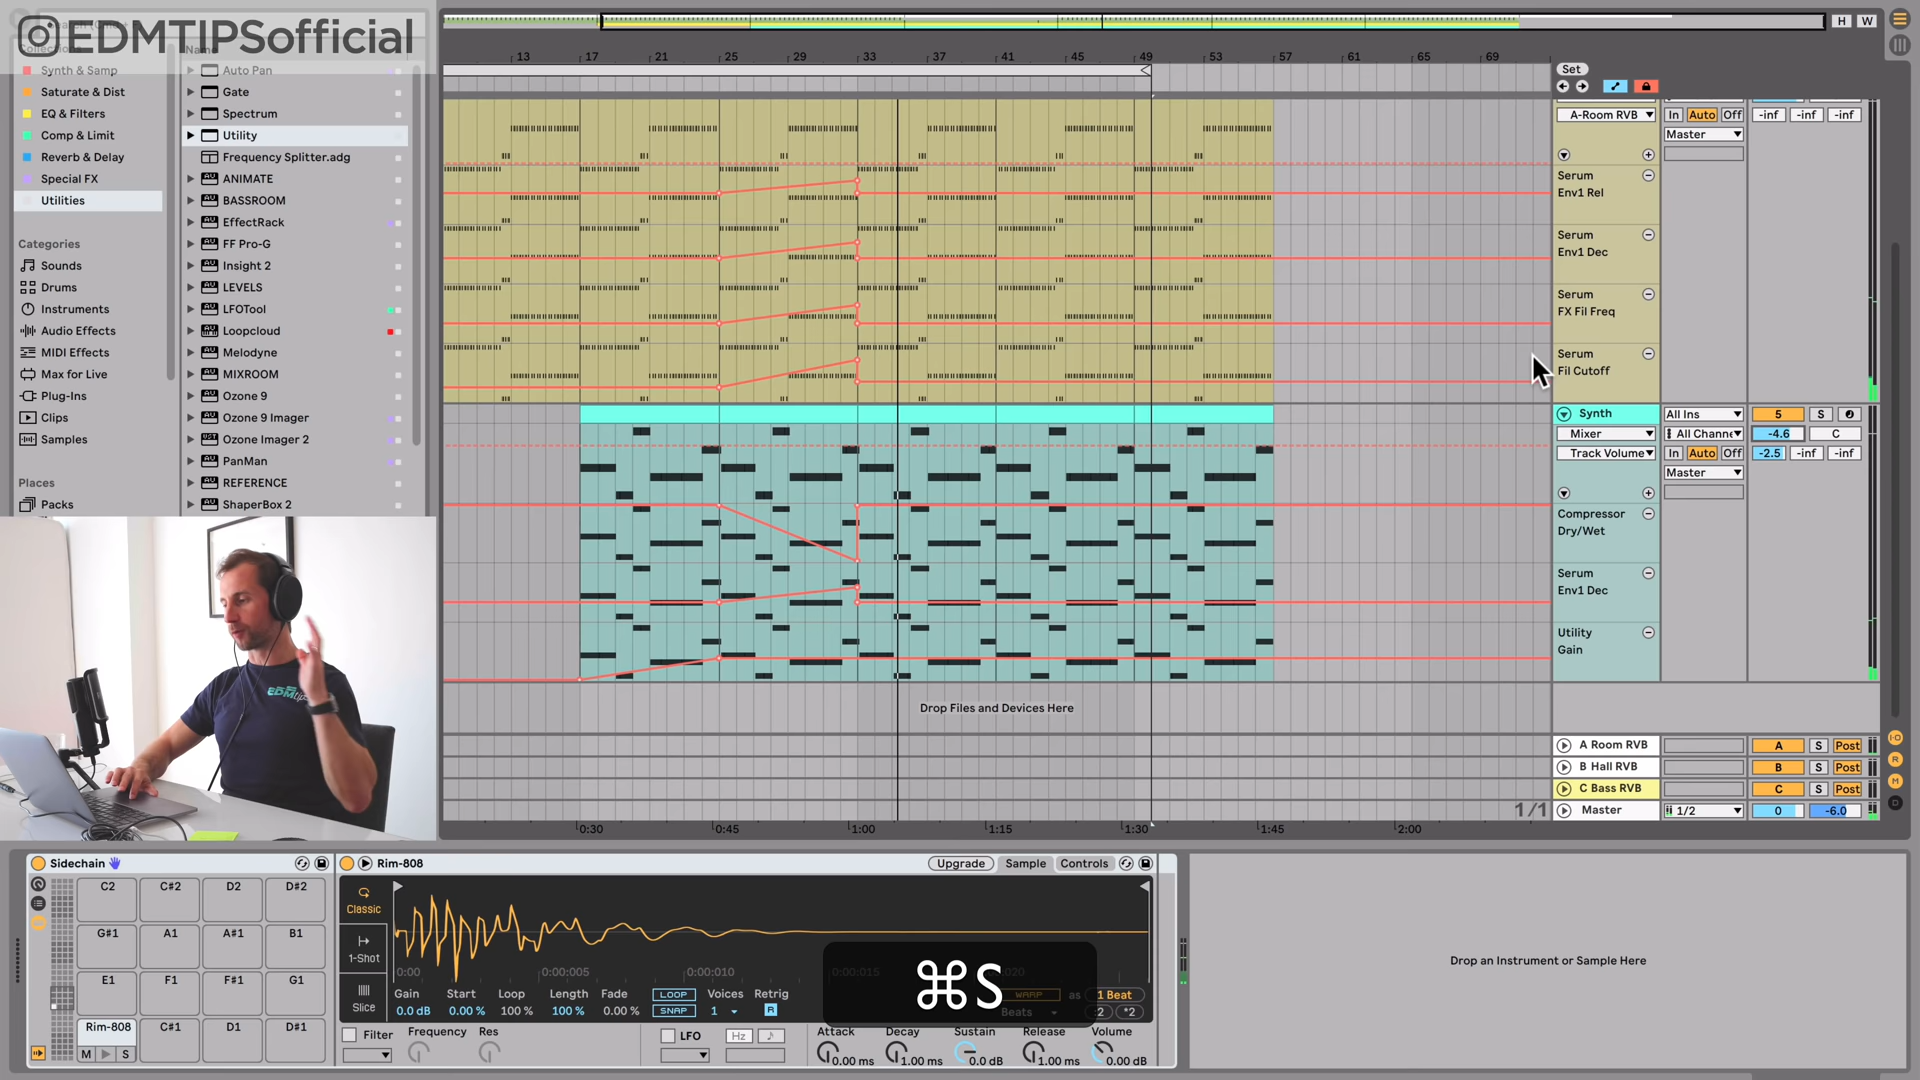 EDMTIPSofficial
Name
Synth & Samp
Saturate & Dist
EQ & Filters
Comp & Limit
Reverb & Delay
Special FX
Utilities
Categories
Sounds
Drums
Instruments
Audio Effects
MIDI Effects
Max for Live
Plug-Ins
Clips
Samples
Places
Packs
Auto Pan
Gate
Spectrum
Utility
Frequency Splitter.adg
ANIMATE
BASSROOM
EffectRack
FF Pro-G
Insight 2
LEVELS
LFOTool
Loopcloud
Melodyne
MIXROOM
Ozone 9
Ozone 9 Imager
Ozone Imager 2
PanMan
REFERENCE
ShaperBox 2
EDMtips
H W
13 17 21 25 29 33 37 41 45 49 53 57 61 65 69
Set
A-Room RVB In Auto Off -inf -inf -inf
Master
Serum
Env1 Rel
Serum
Env1 Dec
Serum
FX Fil Freq
Serum
Fil Cutoff
Synth All Ins 5 S
Mixer All Channe -4.6 C
Track Volume In Auto Off -2.5 -inf -inf
Master
Compressor
Dry/Wet
Serum
Env1 Dec
Utility
Gain
Drop Files and Devices Here
A Room RVB A S Post
B Hall RVB B S Post
C Bass RVB C S Post
1/1 Master 1/2 0 -6.0
0:30 0:45 1:00 1:15 1:30 1:45 2:00
Sidechain
C2 C#2 D2 D#2
G#1 A1 A#1 B1
E1 F1 F#1 G1
Rim-808 C#1 D1 D#1
M S
Rim-808 Upgrade Sample Controls
Classic
1-Shot
Slice
0:00 0:00:005 0:00:010 0:00:015
Gain Start Loop Length Fade LOOP Voices Retrig WARP as 1 Beat
0.0 dB 0.00 % 100 % 100 % 0.00 % SNAP 1 R Beats :2 *2
⌘S
Filter Frequency Res LFO Hz Attack Decay Sustain Release Volume
0.00 ms 1.00 ms 0.0 dB 1.00 ms 0.00 dB
Drop an Instrument or Sample Here